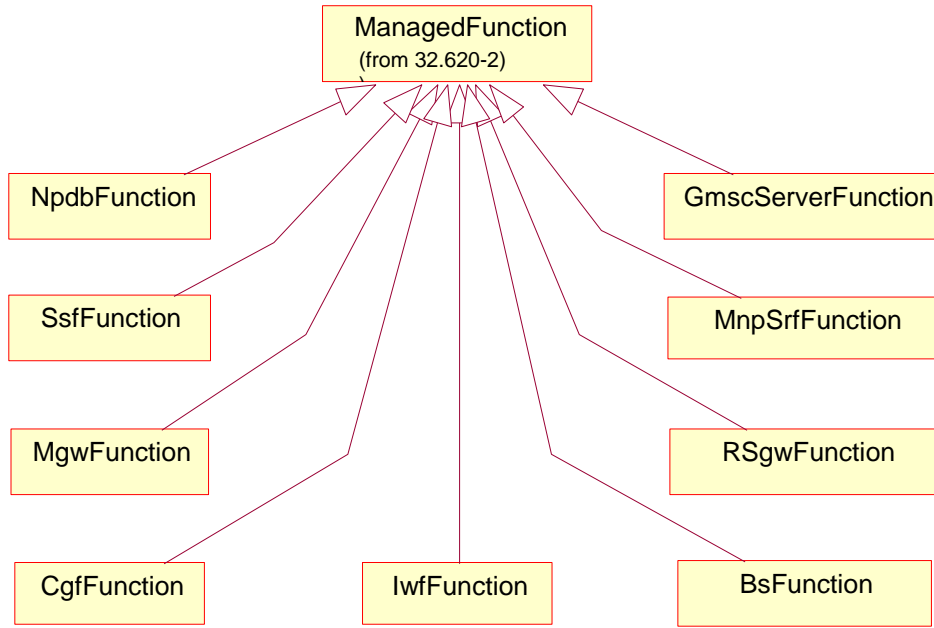 ManagedFunction
(from 32.620-2)
)
NpdbFunction
GmscServerFunction
SsfFunction
MnpSrfFunction
MgwFunction
RSgwFunction
CgfFunction
IwfFunction
BsFunction